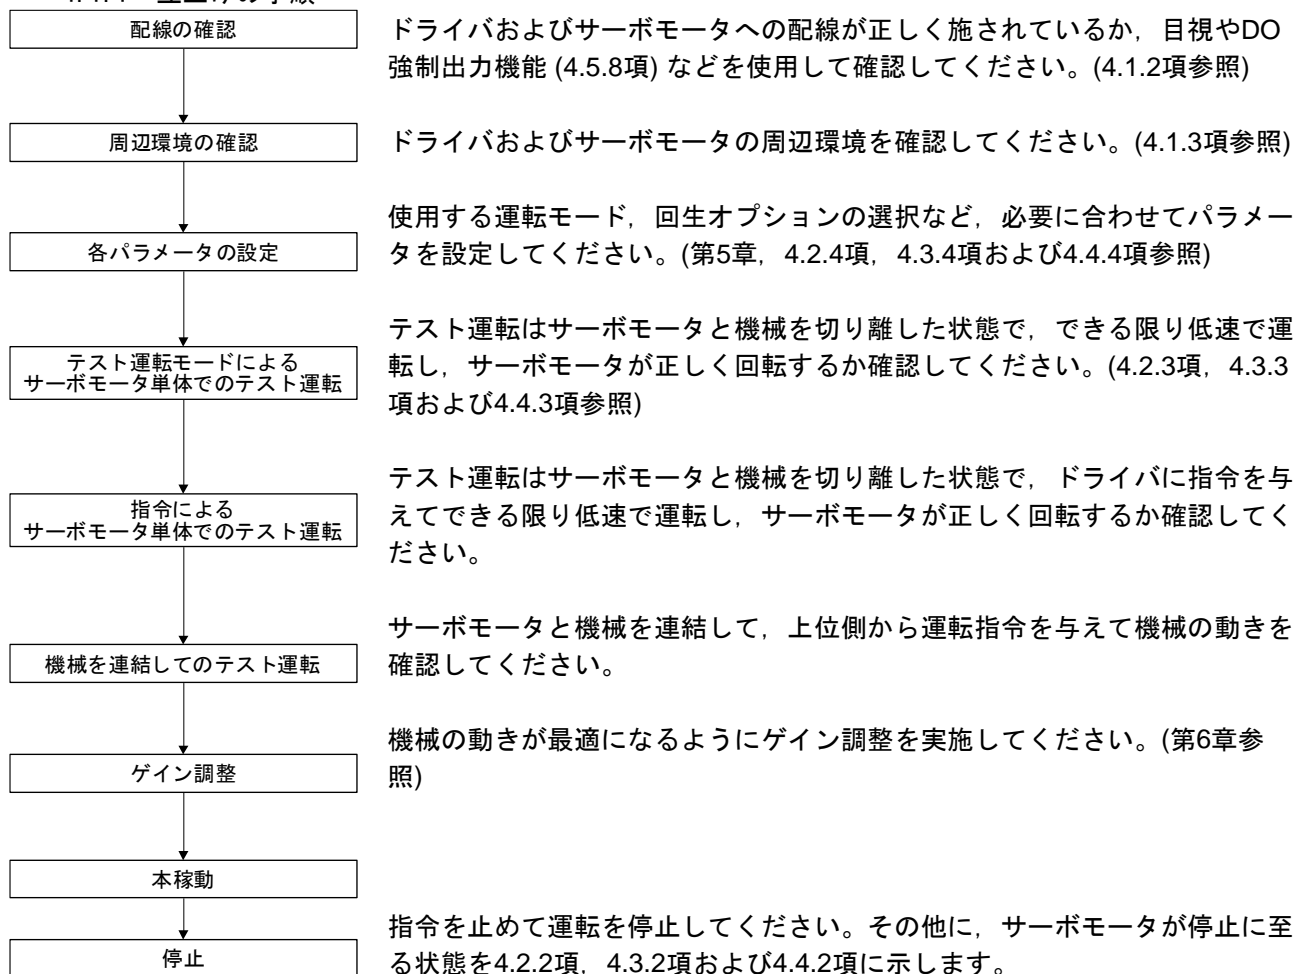 配線の確認
ドライバおよびサーボモータへの配線が正しく施されているか，目視やDO
強制出力機能 (4.5.8項) などを使用して確認してください。(4.1.2項参照)
周辺環境の確認
ドライバおよびサーボモータの周辺環境を確認してください。(4.1.3項参照)
各パラメータの設定
使用する運転モード，回生オプションの選択など，必要に合わせてパラメー
タを設定してください。(第5章，4.2.4項，4.3.4項および4.4.4項参照)
テスト運転モードによる
サーボモータ単体でのテスト運転
テスト運転はサーボモータと機械を切り離した状態で，できる限り低速で運
転し，サーボモータが正しく回転するか確認してください。(4.2.3項，4.3.3
項および4.4.3項参照)
指令による
サーボモータ単体でのテスト運転
テスト運転はサーボモータと機械を切り離した状態で，ドライバに指令を与
えてできる限り低速で運転し，サーボモータが正しく回転するか確認してく
ださい。
機械を連結してのテスト運転
サーボモータと機械を連結して，上位側から運転指令を与えて機械の動きを
確認してください。
ゲイン調整
機械の動きが最適になるようにゲイン調整を実施してください。(第6章参
照)
本稼動
停止
指令を止めて運転を停止してください。その他に，サーボモータが停止に至
る状態を4.2.2項，4.3.2項および4.4.2項に示します。